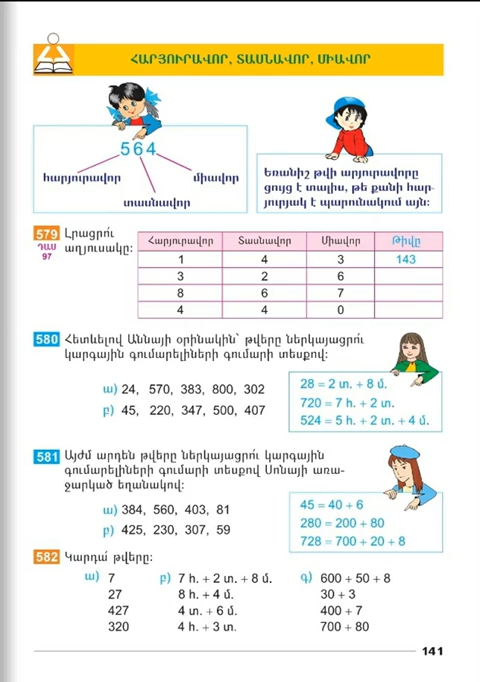 ՀԱՐՅՈՒՐԱՎՈՐ, ՏԱՍՆԱՎՈՐ, ՄԻԱՎՈՐ
564
հարյուրավոր
միավոր
տասնավոր
Եռանիշ թվի արյուրավորը
ցույց է տալիս, թե քանի հար-
յուրյակ է պարունակում այն:
579 Լրացրո՛ւ
ԴԱՍ
97
աղյուսակը:
Հարյուրավոր Տասնավոր Միավոր Թիվը
1 4 3 143
3 2 6
8 6 7
4 4 0
580 Հետևելով Աննայի օրինակին՝ թվերը ներկայացրո՛ւ
կարգային գումարելիների գումարի տեսքով:
ա) 24, 570, 383, 800, 302
բ) 45, 220, 347, 500, 407
28 = 2 տ. + 8 մ.
720 = 7 հ. + 2 տ.
524 = 5 հ. + 2 տ. + 4 մ.
581 Այժմ արդեն թվերը ներկայացրո՛ւ կարգային
գումարելիների գումարի տեսքով Սոնայի առա-
ջարկած եղանակով:
ա) 384, 560, 403, 81
բ) 425, 230, 307, 59
45 = 40 + 6
280 = 200 + 80
728 = 700 + 20 + 8
582 Կարդա՛ թվերը:
ա) 7 բ) 7 հ. + 2 տ. + 8 մ. գ) 600 + 50 + 8
27 8 հ. + 4 մ. 30 + 3
427 4 տ. + 6 մ. 400 + 7
320 4 հ. + 3 տ. 700 + 80
141